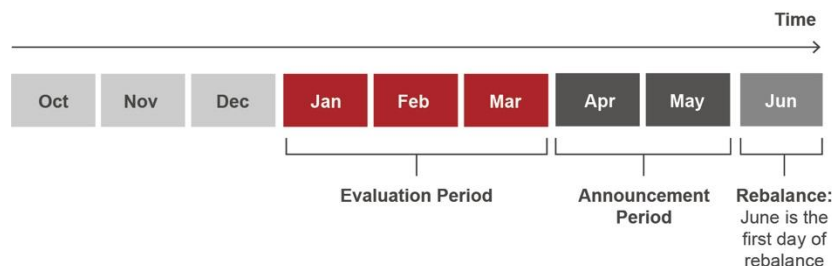 Time
Oct Nov Dec Jan Feb Mar Apr May Jun
Evaluation Period Announcement Rebalance:
Period June is the
first day of
rebalance